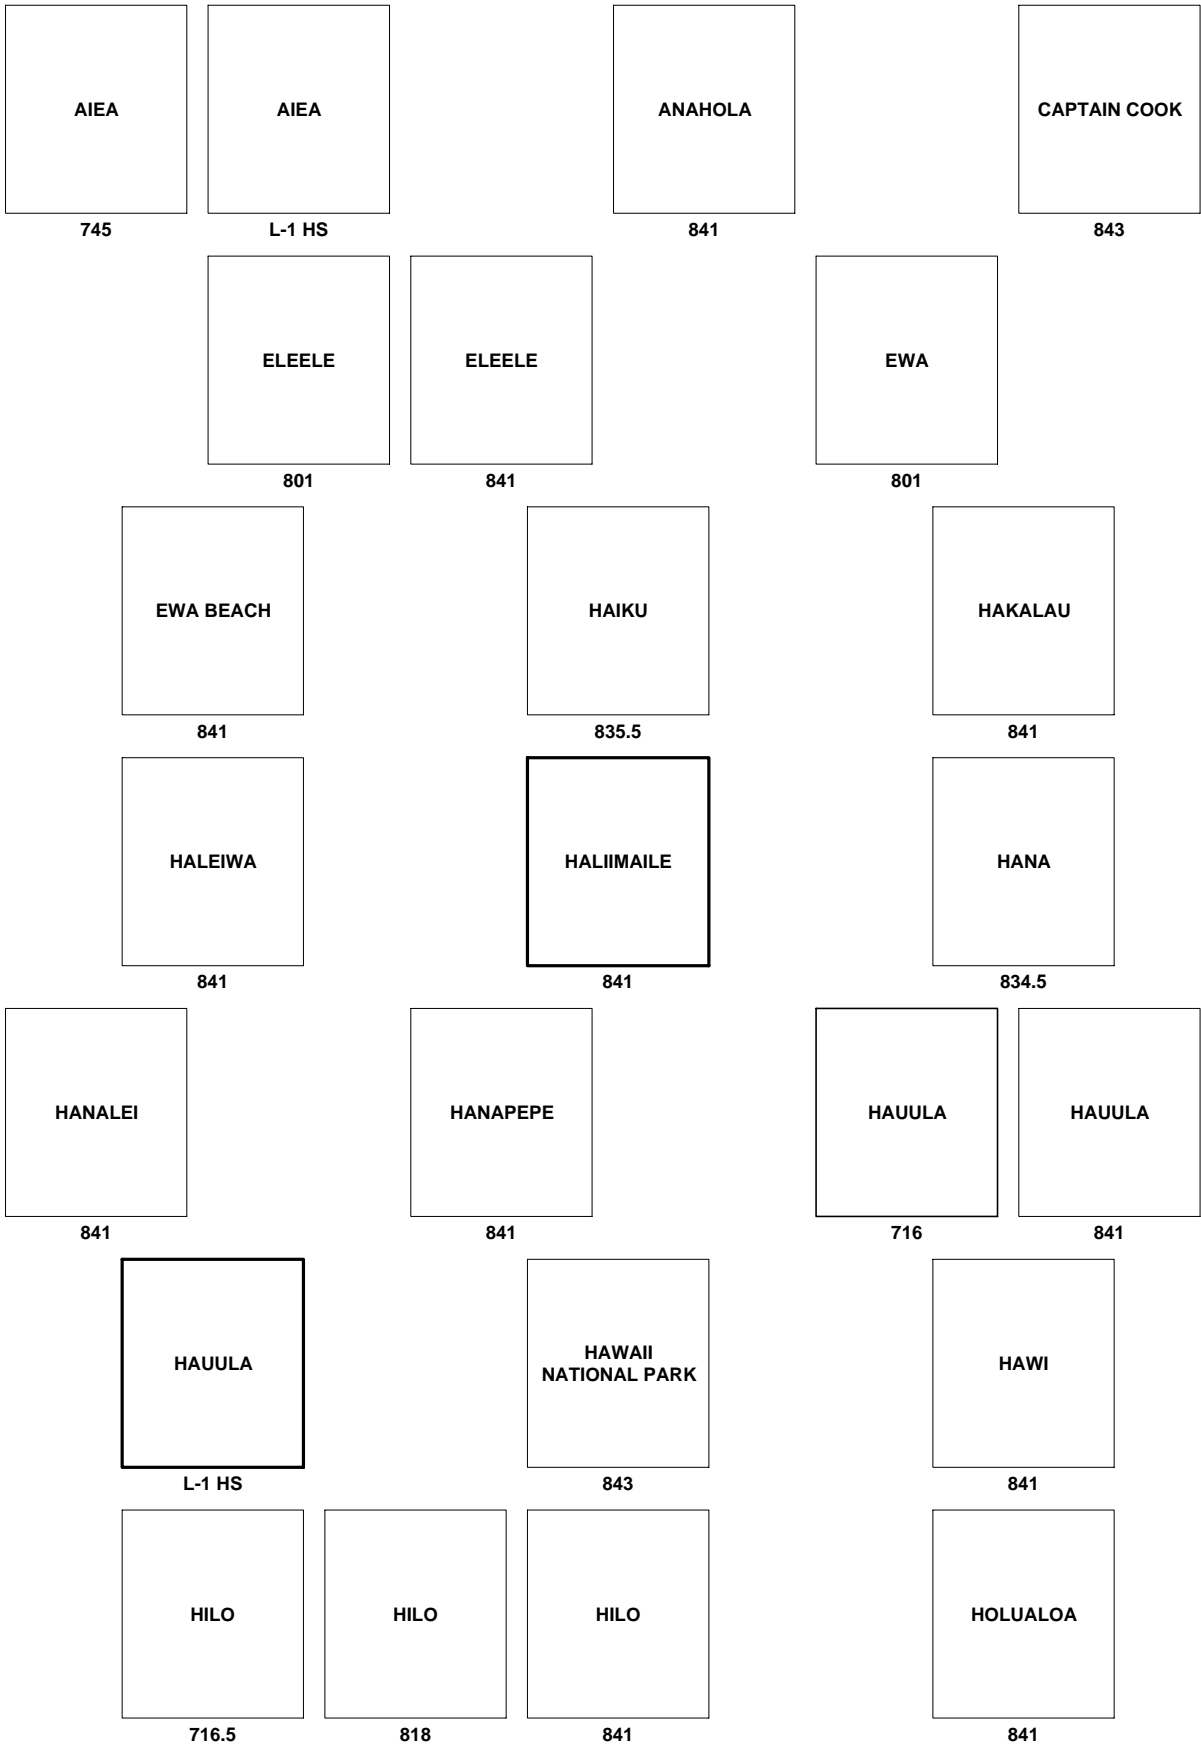 AIEA
AIEA
ANAHOLA
CAPTAIN COOK
745
L-1 HS
841
843
ELEELE
ELEELE
EWA
801
841
801
EWA BEACH
HAIKU
HAKALAU
841
835.5
841
HALEIWA
HALIIMAILE
HANA
841
841
834.5
HANALEI
HANAPEPE
HAUULA
HAUULA
841
841
716
841
HAUULA
HAWAII
NATIONAL PARK
HAWI
L-1 HS
843
841
HILO
HILO
HILO
HOLUALOA
716.5
818
841
841